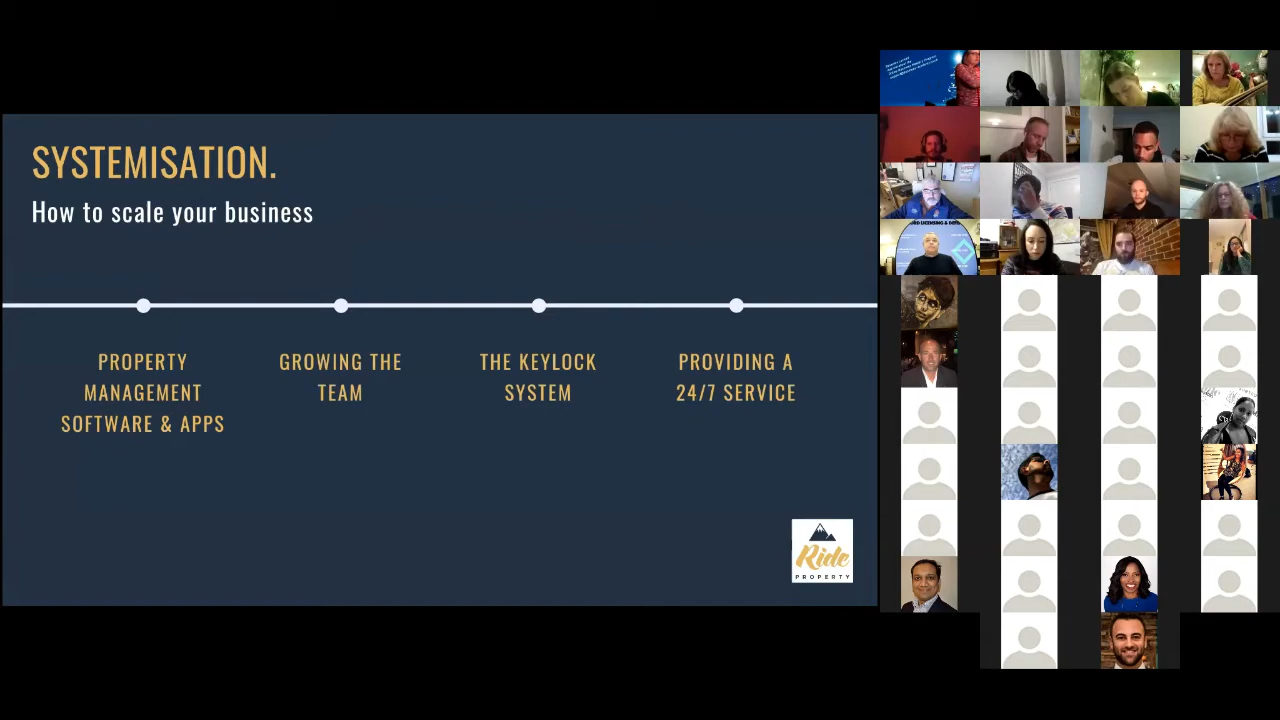 SYSTEMISATION.
How to scale your business
PROPERTY
MANAGEMENT
SOFTWARE & APPS
GROWING THE
TEAM
THE KEYLOCK
SYSTEM
PROVIDING A
24/7 SERVICE
Ride
PROPERTY